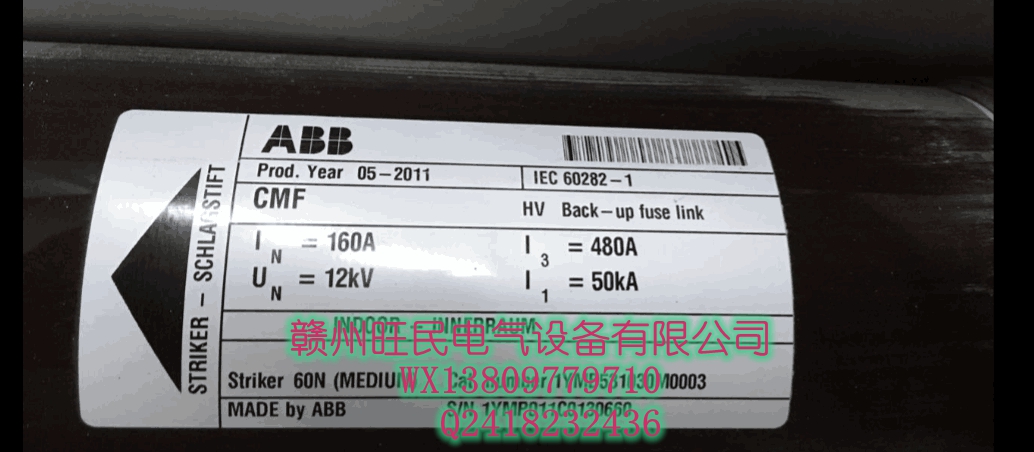 ABB
Prod. Year 05-2011
IEC 60282-1
CMF
HV Back-up fuse link
IN = 160A
I3 = 480A
UN = 12kV
I1 = 50kA
STRIKER - SCHLAGSTIFT
INDOOR - INNENRAUM
赣州旺民电气设备有限公司
Striker 60N (MEDIUM
WX13809779710
MADE by ABB
S/N
Q2418232436